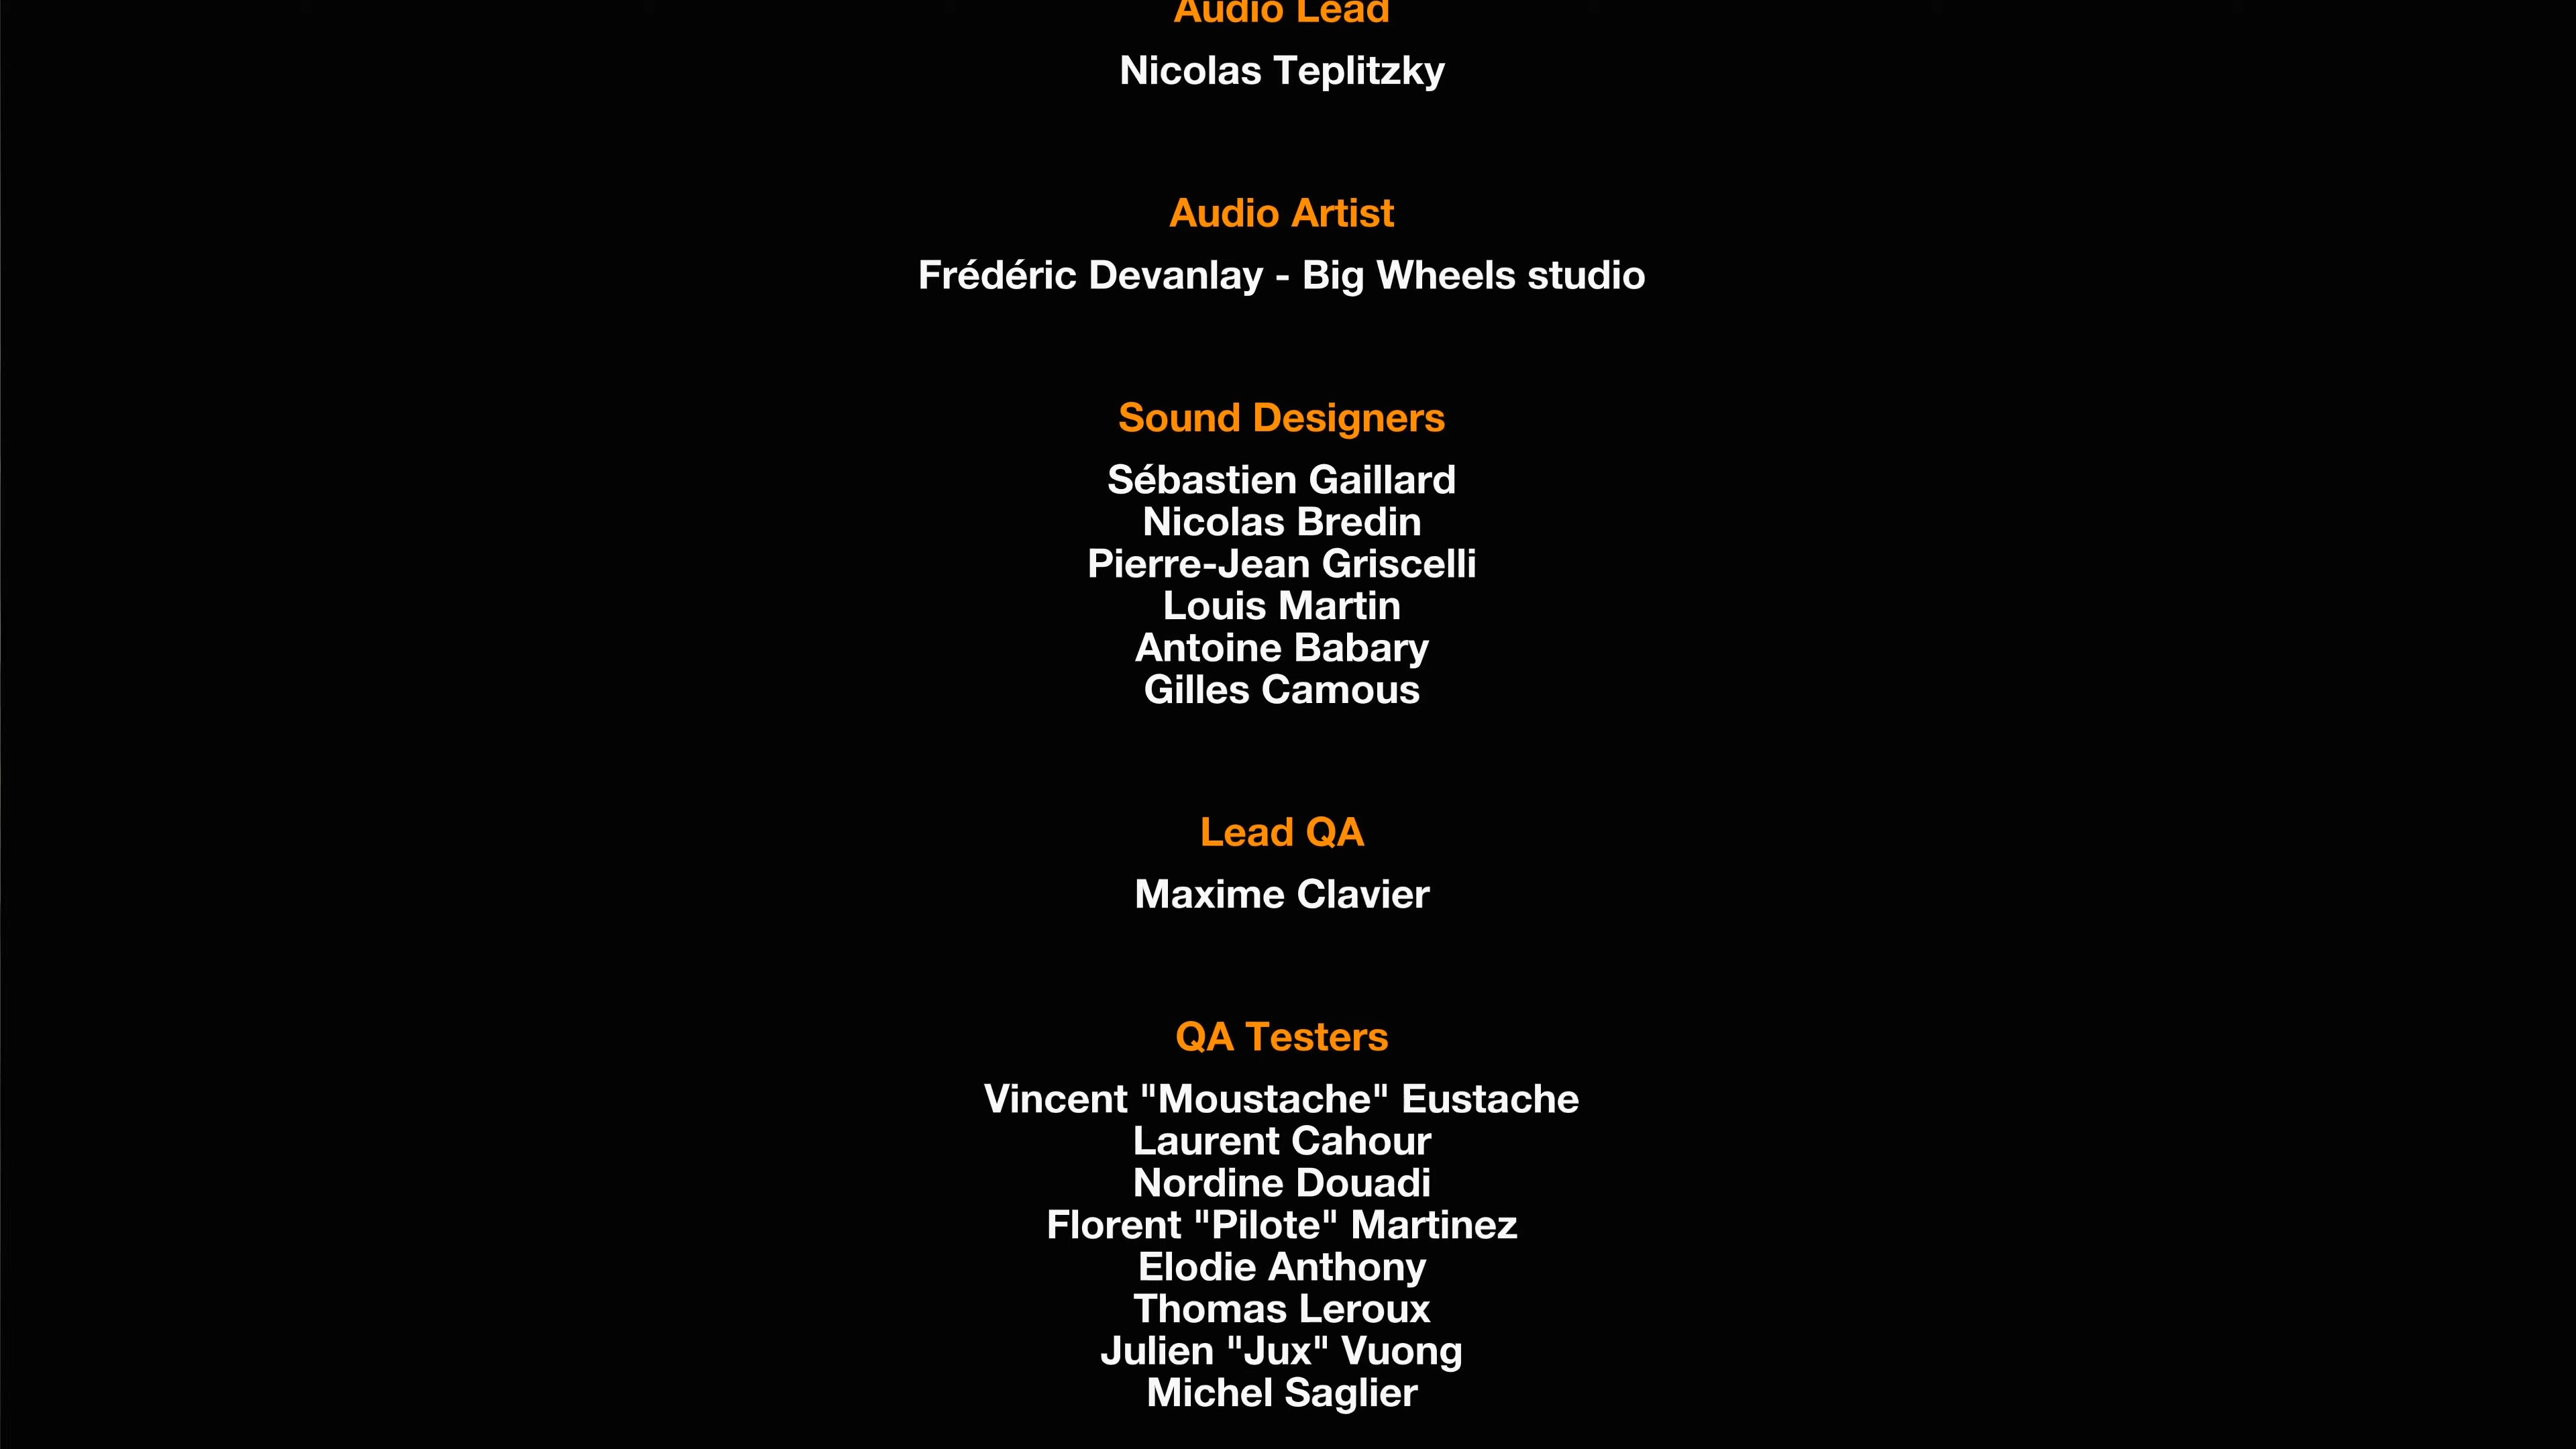 Audio Lead
Nicolas Teplitzky
Audio Artist
Frédéric Devanlay - Big Wheels studio
Sound Designers
Sébastien Gaillard
Nicolas Bredin
Pierre-Jean Griscelli
Louis Martin
Antoine Babary
Gilles Camous
Lead QA
Maxime Clavier
QA Testers
Vincent "Moustache" Eustache
Laurent Cahour
Nordine Douadi
Florent "Pilote" Martinez
Elodie Anthony
Thomas Leroux
Julien "Jux" Vuong
Michel Saglier